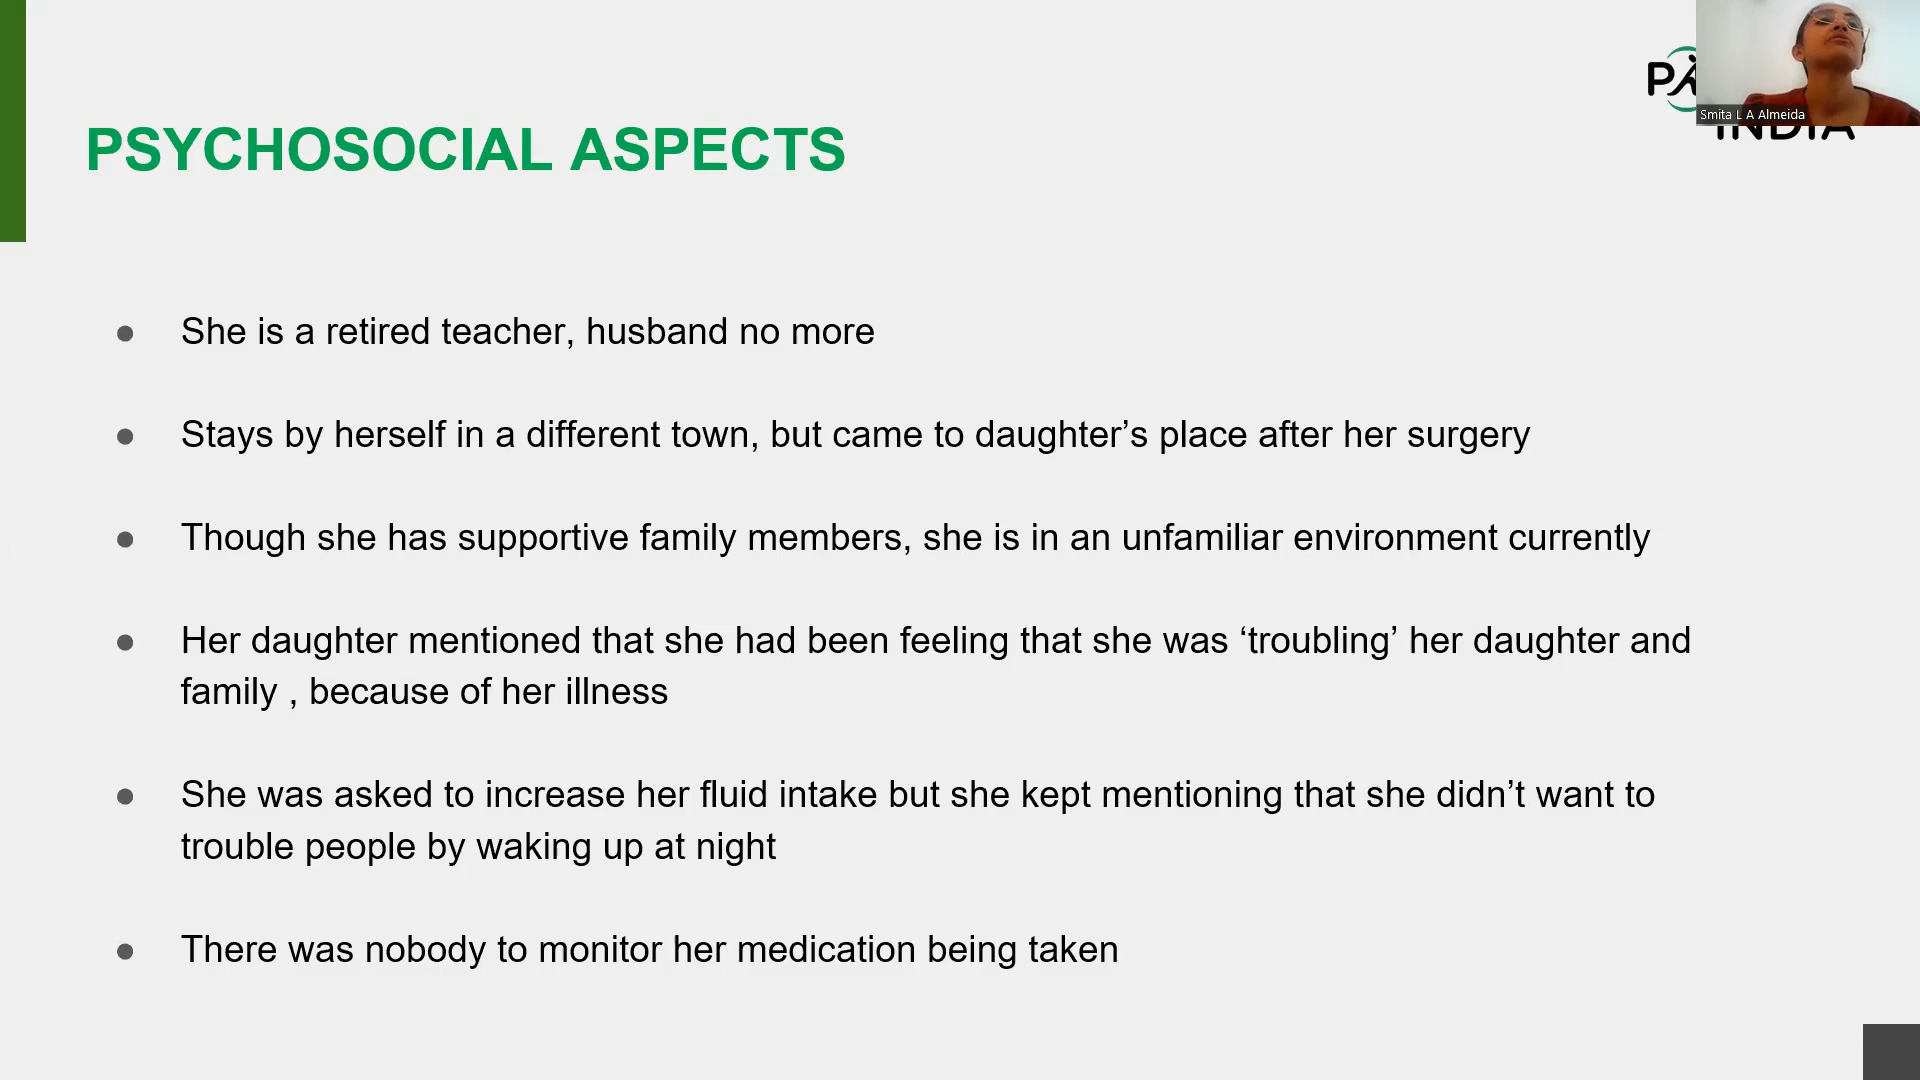 PA
INDIA
Smita L A Almeida
PSYCHOSOCIAL ASPECTS
● She is a retired teacher, husband no more
● Stays by herself in a different town, but came to daughter’s place after her surgery
● Though she has supportive family members, she is in an unfamiliar environment currently
● Her daughter mentioned that she had been feeling that she was ‘troubling’ her daughter and
family , because of her illness
● She was asked to increase her fluid intake but she kept mentioning that she didn’t want to
trouble people by waking up at night
● There was nobody to monitor her medication being taken